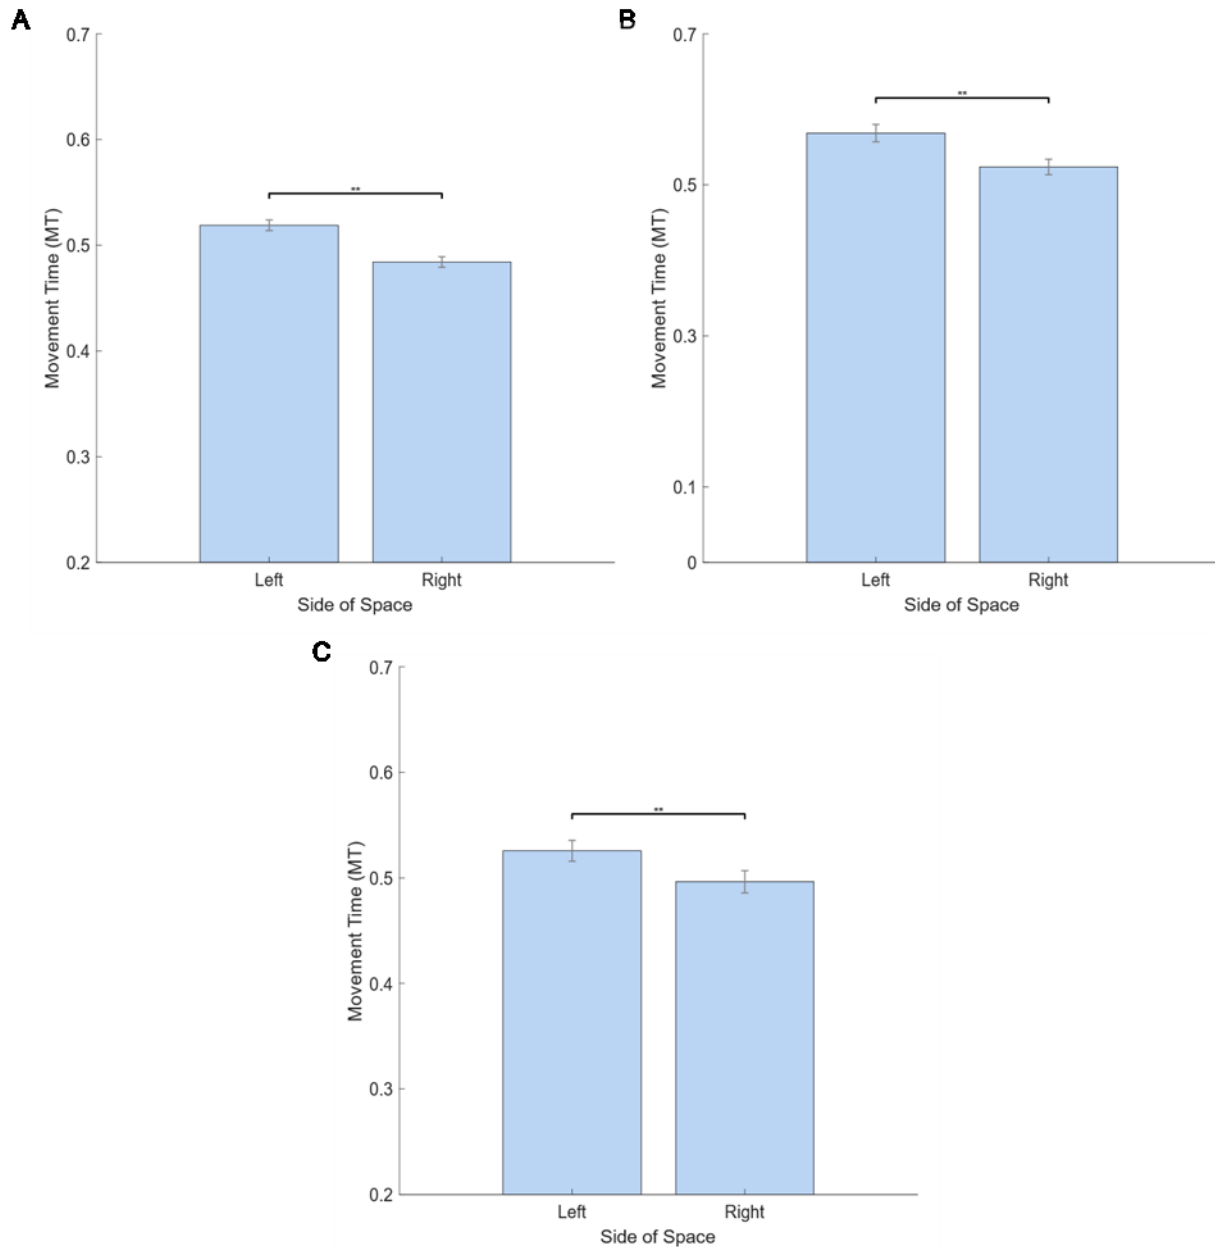 A
0.7
0.6
0.5
0.4
0.3
0.2
Movement Time (MT)
**
Left Right
Side of Space
B
0.7
0.5
0.3
0.1
0
Movement Time (MT)
**
Left Right
Side of Space
C
0.7
0.6
0.5
0.4
0.3
0.2
Movement Time (MT)
**
Left Right
Side of Space